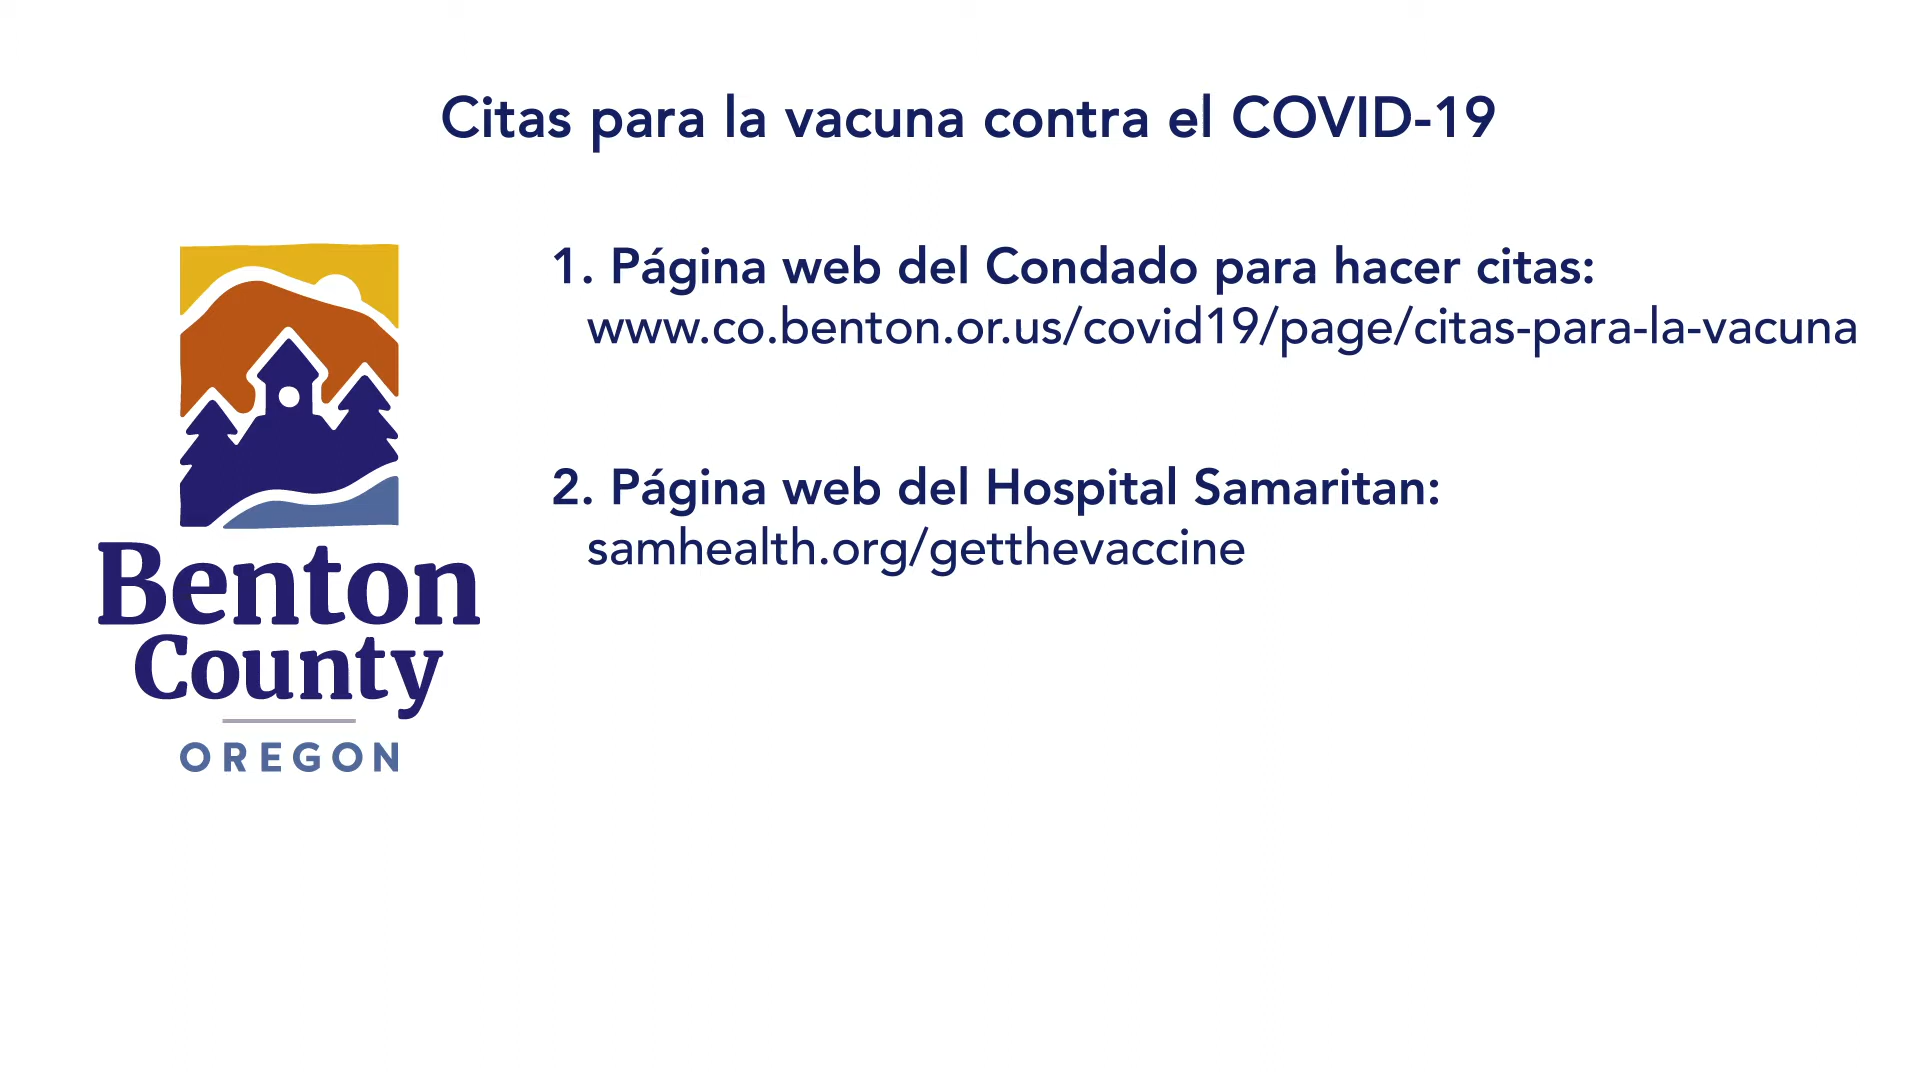 Citas para la vacuna contra el COVID-19
1. Página web del Condado para hacer citas:
www.co.benton.or.us/covid19/page/citas-para-la-vacuna
2. Página web del Hospital Samaritan:
samhealth.org/getthevaccine
Benton
County
OREGON